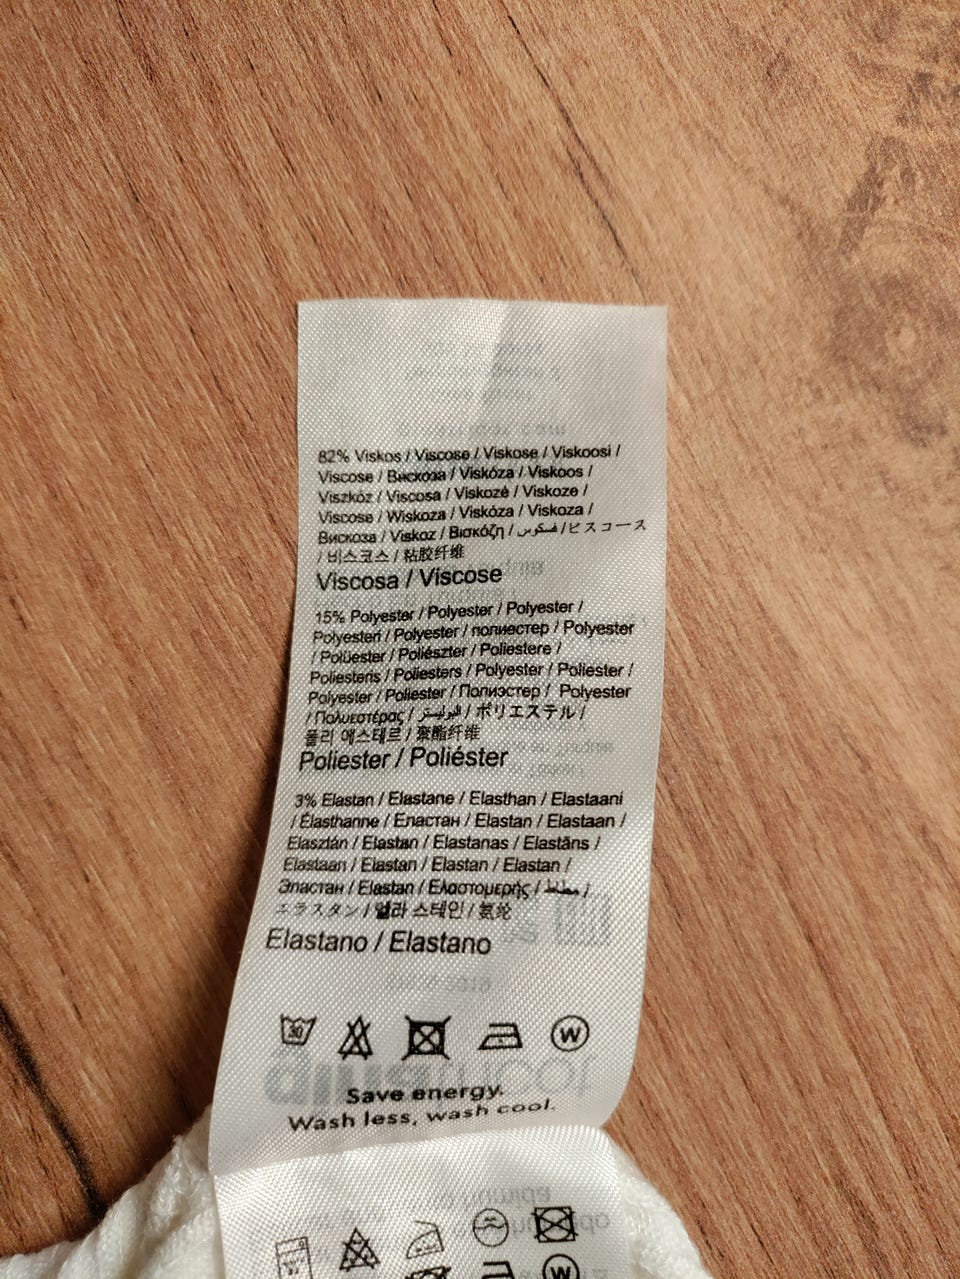 82% Viskos / Viscose / Viskose / Viskoosi /
Viscose / Вискоза / Viskóza / Viskoos /
Viszkóz / Viscosa / Viskozė / Viskoze /
Viscose / Wiskoza / Viskóza / Viskoza /
Вискоза / Viskoz / Βισκόζη / فسكوس / ビスコース
/ 비스코스 / 粘胶纤维
Viscosa / Viscose
15% Polyester / Polyester / Polyester /
Polyesteri / Polyester / полиестер / Polyester
/ Polüester / Poliészter / Poliestere /
Poliesteris / Poliesters / Polyester / Poliester /
Polyester / Poliester / Полиэстер / Polyester
/ Πολυεστέρας / البوليستر / ポリエステル /
폴리 에스테르 / 聚酯纤维
Poliester / Poliéster
3% Elastan / Elastane / Elasthan / Elastaani
/ Élasthanne / Еластан / Elastan / Elastaan /
Elasztán / Elastan / Elastanas / Elastāns /
Elastaan / Elastan / Elastan / Elastan /
Эластан / Elastan / Ελαστομερής / مطاط /
エラスタン / 엘라 스테인 / 氨纶
Elastano / Elastano
30
W
Save energy.
Wash less, wash cool.
W